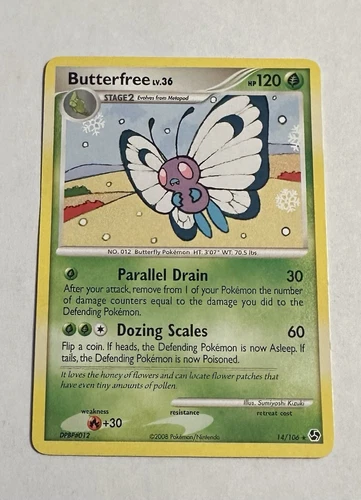 Butterfree LV.36 HP 120
STAGE2 Evolves from Metapod
NO. 012 Butterfly Pokémon HT. 3'07" WT. 70.5 lbs
Parallel Drain 30
After your attack, remove from 1 of your Pokémon the number
of damage counters equal to the damage you did to the
Defending Pokémon.
Dozing Scales 60
Flip a coin. If heads, the Defending Pokémon is now Asleep. If
tails, the Defending Pokémon is now Poisoned.
It loves the honey of flowers and can locate flower patches that
have even tiny amounts of pollen.
Illus. Sumiyoshi Kizuki
weakness resistance retreat cost
+30
DPBP#012 ©2008 Pokémon/Nintendo 14/106 ★